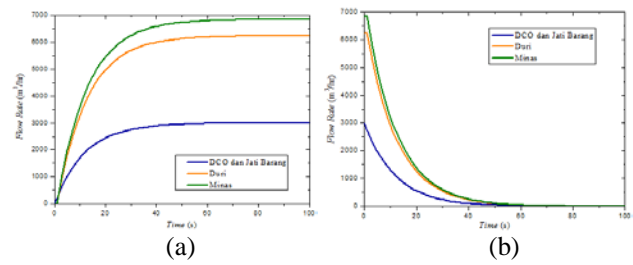 7000
6000
5000
4000
3000
2000
1000
0
Flow Rate (m³/hr)
DCO dan Jati Barang
Duri
Minas
0 20 40 60 80 100
Time (s)
(a)
7000
6000
5000
4000
3000
2000
1000
0
Flow Rate (m³/hr)
DCO dan Jati Barang
Duri
Minas
0 20 40 60 80 100
Time (s)
(b)